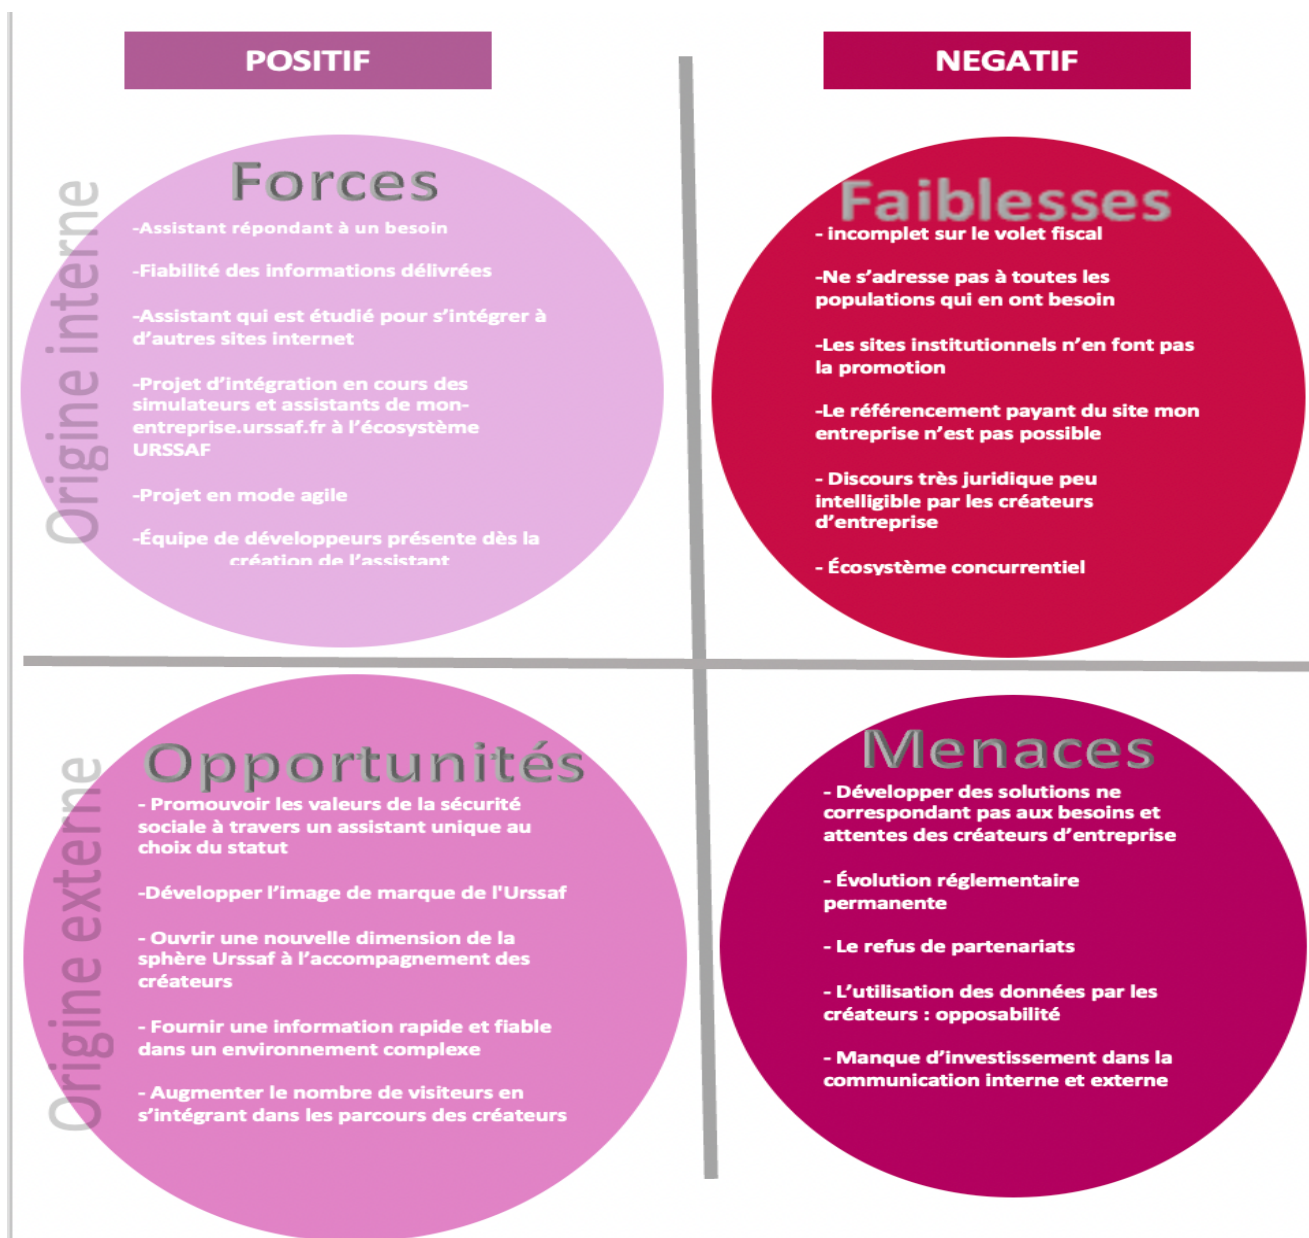 POSITIF
NEGATIF
Origine interne
Forces
-Assistant répondant à un besoin
-Fiabilité des informations délivrées
-Assistant qui est étudié pour s’intégrer à
d’autres sites internet
-Projet d’intégration en cours des
simulateurs et assistants de mon-
entreprise.urssaf.fr à l’écosystème
URSSAF
-Projet en mode agile
-Équipe de développeurs présente dès la
création de l’assistant
Faiblesses
- incomplet sur le volet fiscal
-Ne s’adresse pas à toutes les
populations qui en ont besoin
-Les sites institutionnels n’en font pas
la promotion
-Le référencement payant du site mon
entreprise n’est pas possible
- Discours très juridique peu
intelligible par les créateurs
d’entreprise
- Écosystème concurrentiel
Origine externe
Opportunités
- Promouvoir les valeurs de la sécurité
sociale à travers un assistant unique au
choix du statut
-Développer l’image de marque de l'Urssaf
- Ouvrir une nouvelle dimension de la
sphère Urssaf à l’accompagnement des
créateurs
- Fournir une information rapide et fiable
dans un environnement complexe
- Augmenter le nombre de visiteurs en
s’intégrant dans les parcours des créateurs
Menaces
- Développer des solutions ne
correspondant pas aux besoins et
attentes des créateurs d’entreprise
- Évolution réglementaire
permanente
- Le refus de partenariats
- L’utilisation des données par les
créateurs : opposabilité
- Manque d’investissement dans la
communication interne et externe